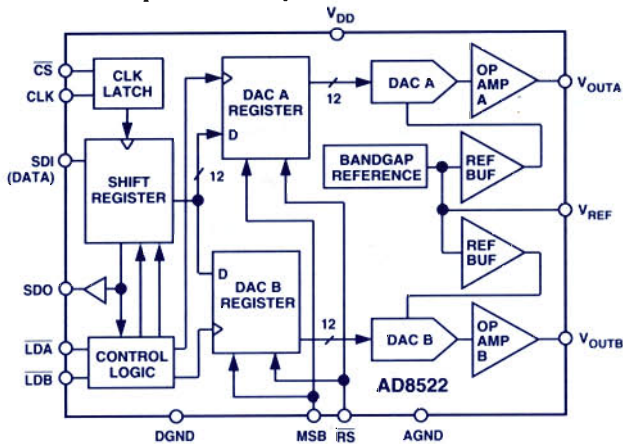 VDD
CS
CLK
CLK
LATCH
SDI
(DATA)
SHIFT
REGISTER
SDO
LDA
LDB
CONTROL
LOGIC
DAC A
REGISTER
D
12
12
DAC A
OP
AMP
A
VOUTA
BANDGAP
REFERENCE
REF
BUF
VREF
REF
BUF
D
DAC B
REGISTER
12
DAC B
OP
AMP
B
VOUTB
AD8522
DGND
MSB
RS
AGND